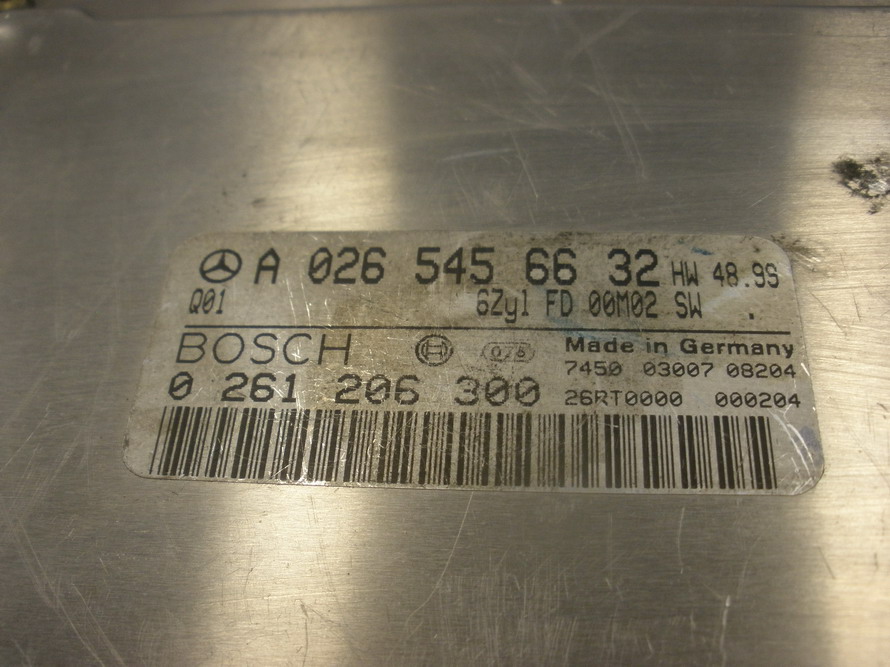 A 026 545 66 32 HW 48.99
Q01 6Zyl FD 00M02 SW .
BOSCH Made in Germany
7450 03007 08204
0 261 206 300 26RT0000 000204